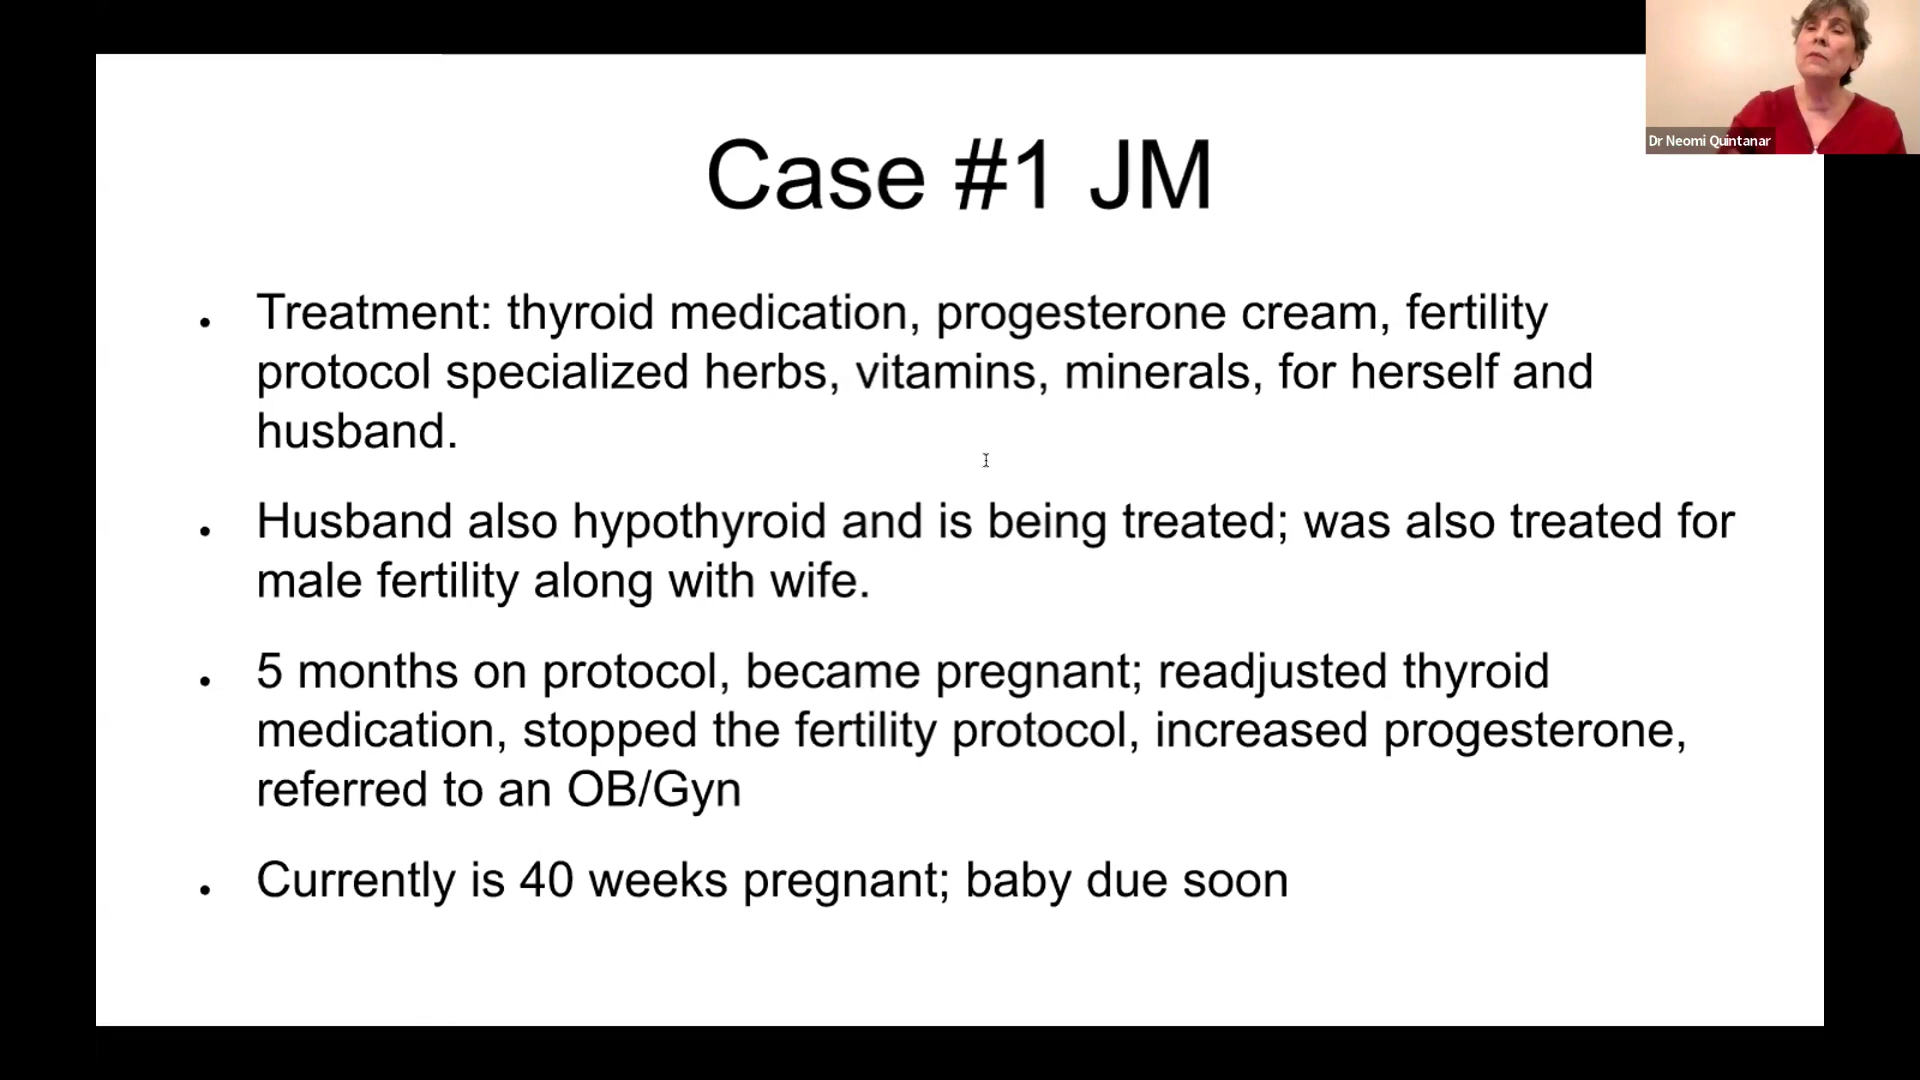 Dr Neomi Quintanar
Case #1 JM
• Treatment: thyroid medication, progesterone cream, fertility
protocol specialized herbs, vitamins, minerals, for herself and
husband.
• Husband also hypothyroid and is being treated; was also treated for
male fertility along with wife.
• 5 months on protocol, became pregnant; readjusted thyroid
medication, stopped the fertility protocol, increased progesterone,
referred to an OB/Gyn
• Currently is 40 weeks pregnant; baby due soon